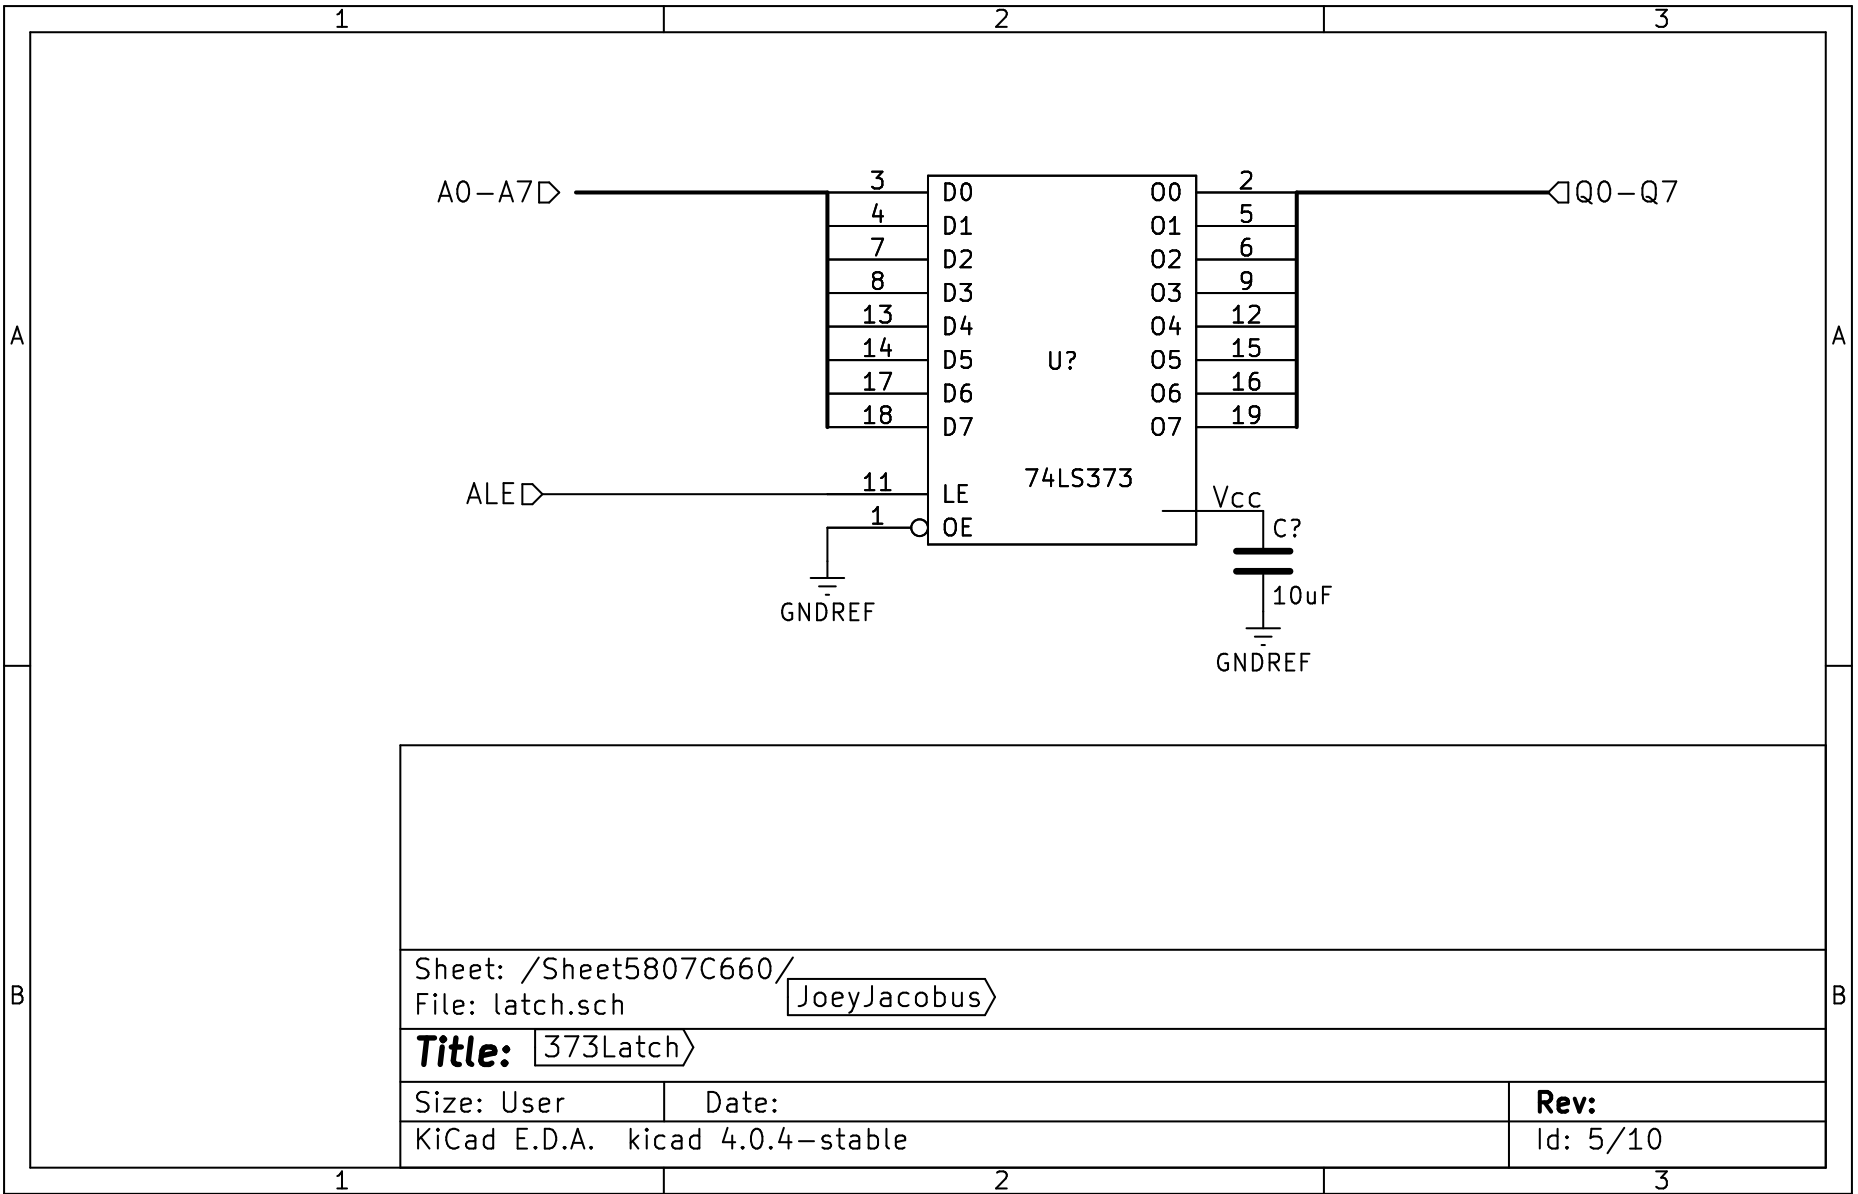 1 2 3
A0-A7 3 D0 O0 2 Q0-Q7
4 D1 O1 5
7 D2 O2 6
8 D3 O3 9
A 13 D4 O4 12 A
14 D5 U? O5 15
17 D6 O6 16
18 D7 O7 19
74LS373
ALE 11 LE Vcc
1 OE C?
10uF
GNDREF
GNDREF
Sheet: /Sheet5807C660/
B File: latch.sch JoeyJacobus B
Title: 373Latch
Size: User Date: Rev:
KiCad E.D.A. kicad 4.0.4-stable Id: 5/10
1 2 3